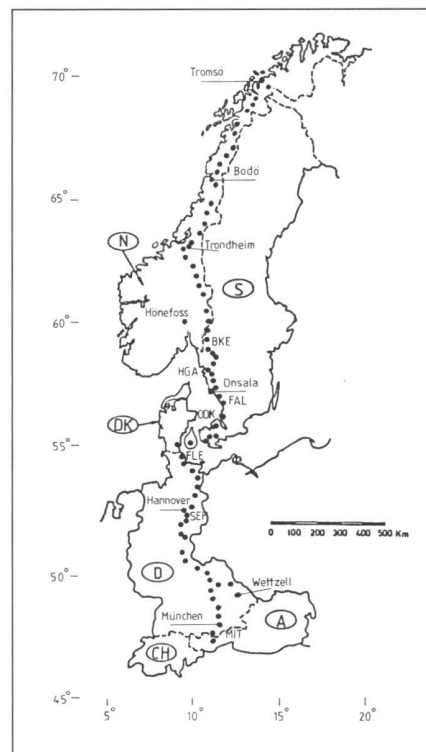 70°
Tromsö
65°
Bodö
N
Trondheim
S
Hönefoss
60°
BKE
HGA
Onsala
FAL
DK
ODK
55°
FLE
Hannover
SEH
0 100 200 300 400 500 Km
D
50°
Wettzell
München
A
MIT
CH
45°
5° 10° 15° 20°